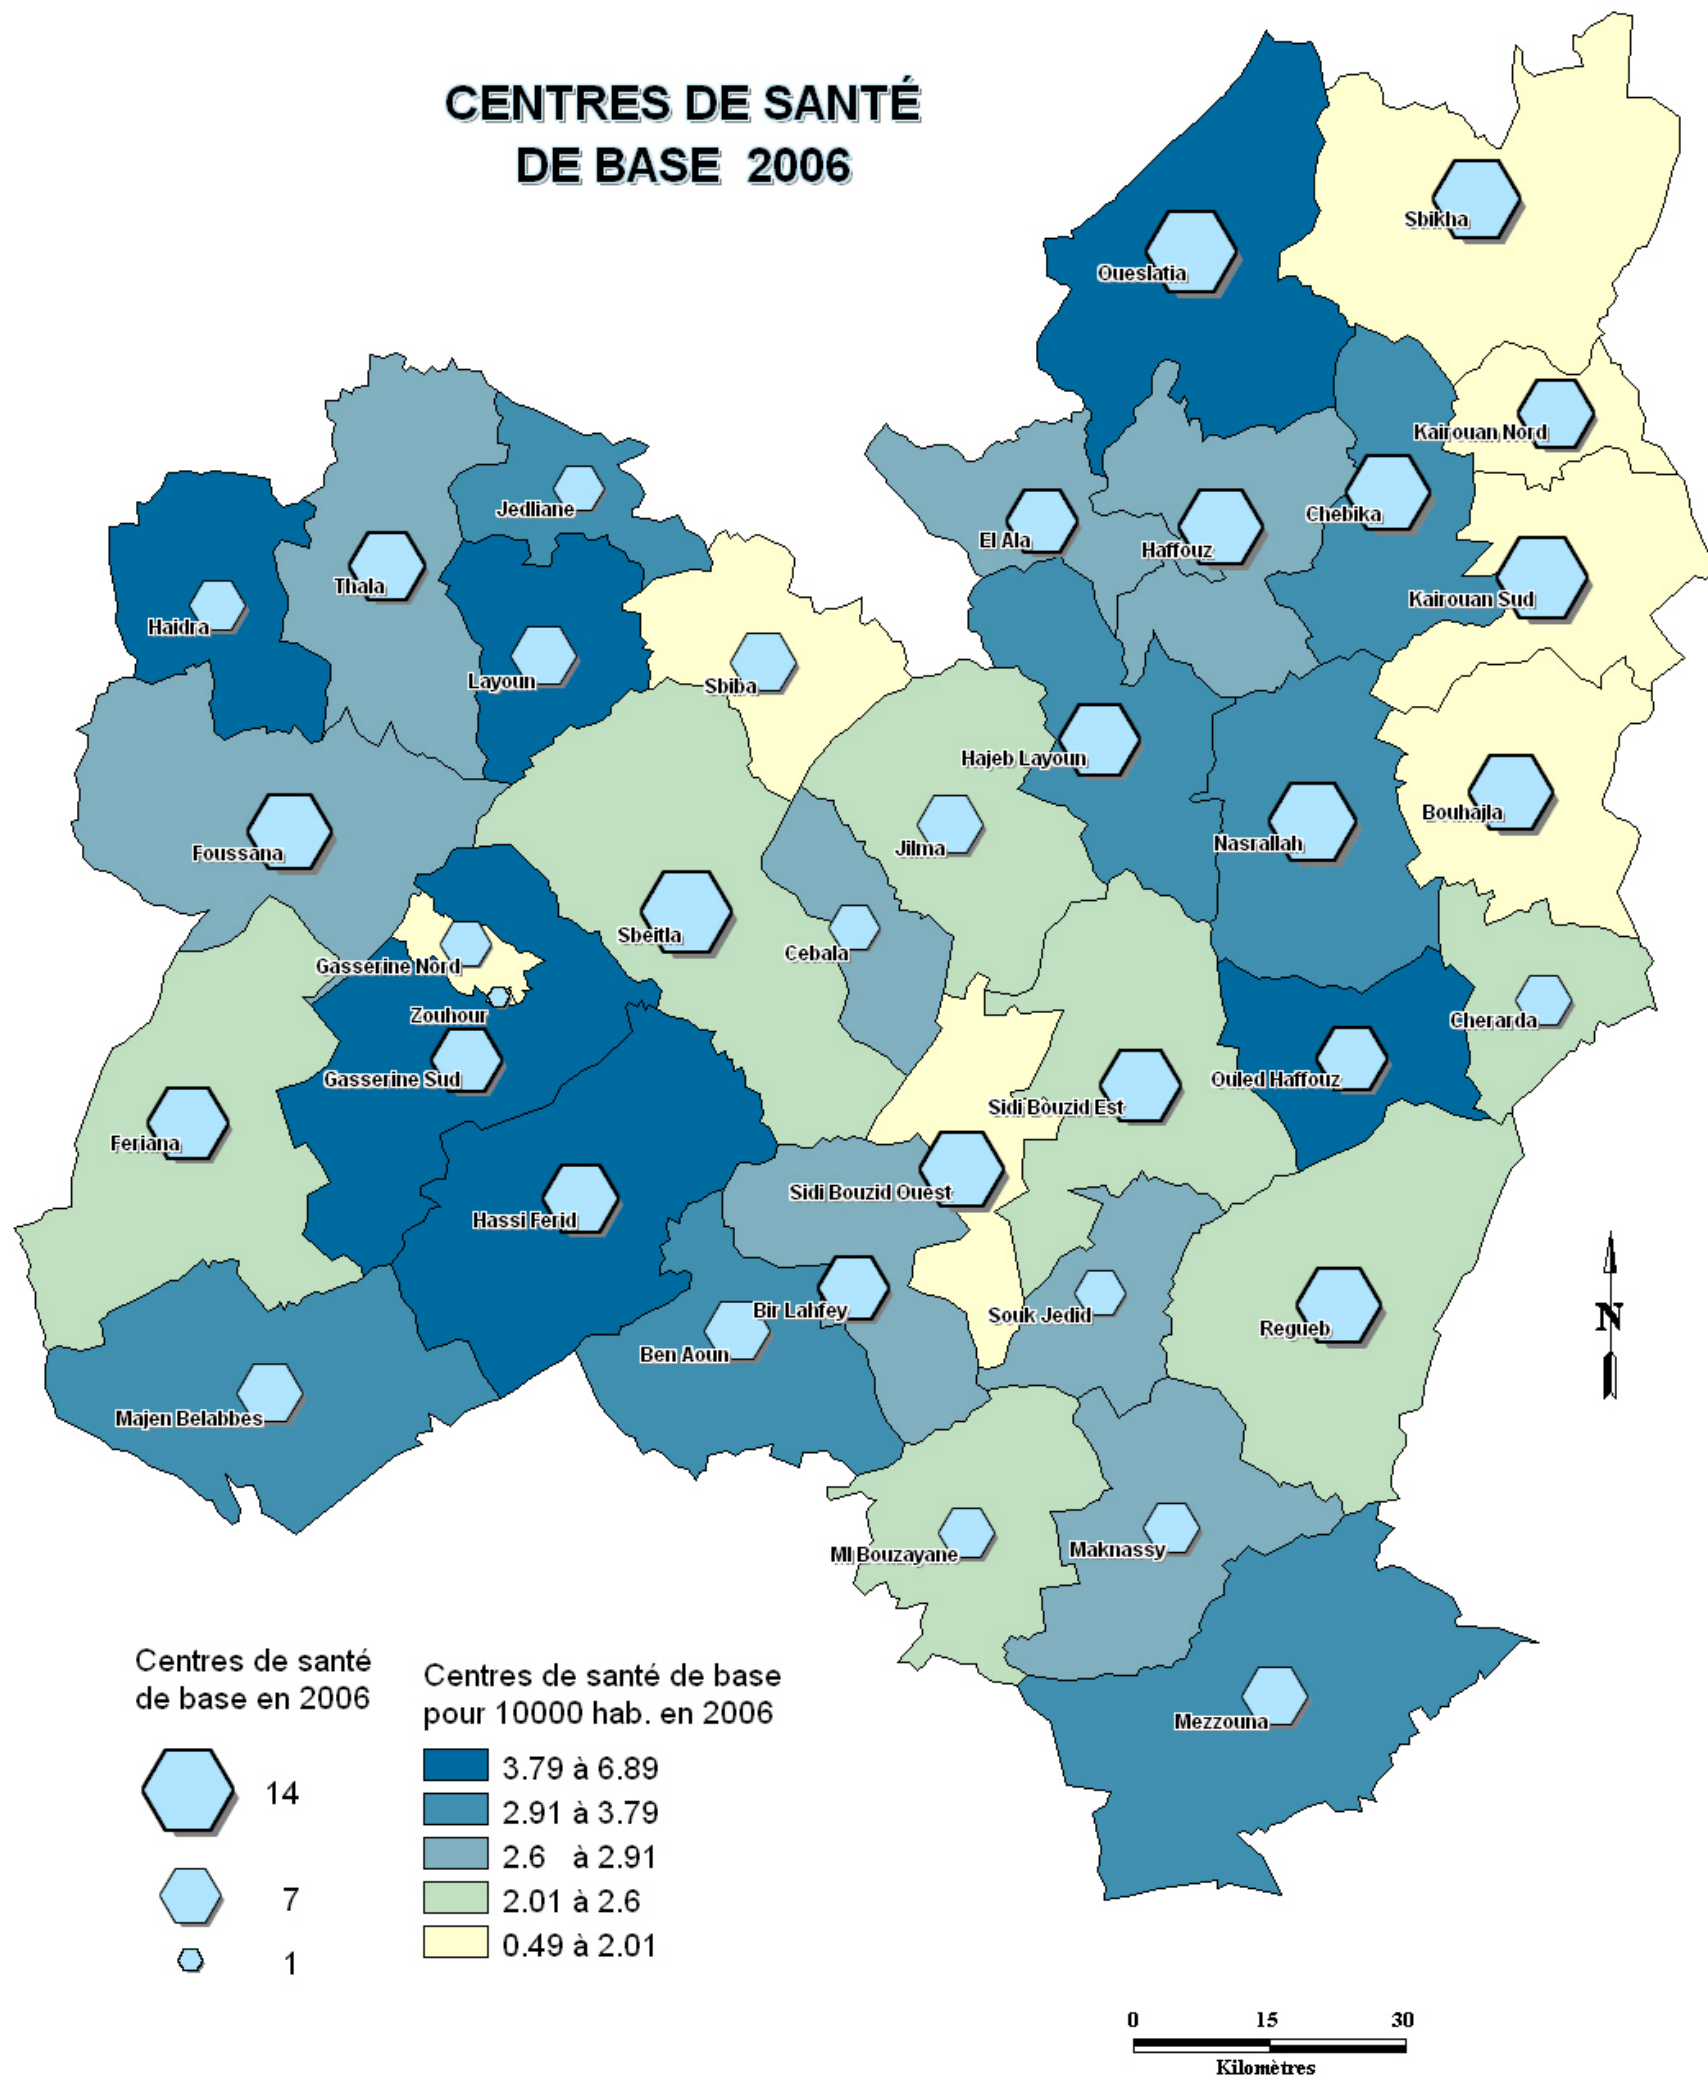 CENTRES DE SANTÉ
DE BASE 2006
Sbikha
Oueslatia
Kairouan Nord
Jedliane
Chebika
El Ala
Haffouz
Thala
Kairouan Sud
Haidra
Layoun
Sbiba
Hajeb Layoun
Bouhajla
Nasrallah
Jilma
Foussana
Sbeitla
Cebala
Gasserine Nord
Zouhour
Cherarda
Gasserine Sud
Ouled Haffouz
Sidi Bouzid Est
Feriana
Sidi Bouzid Ouest
Hassi Ferid
Bir Lahfey
Souk Jedid
Regueb
Ben Aoun
Majen Belabbes
N
Ml Bouzayane
Maknassy
Mezzouna
Centres de santé
de base en 2006
14
7
1
Centres de santé de base
pour 10000 hab. en 2006
3.79 à 6.89
2.91 à 3.79
2.6 à 2.91
2.01 à 2.6
0.49 à 2.01
0 15 30
Kilomètres